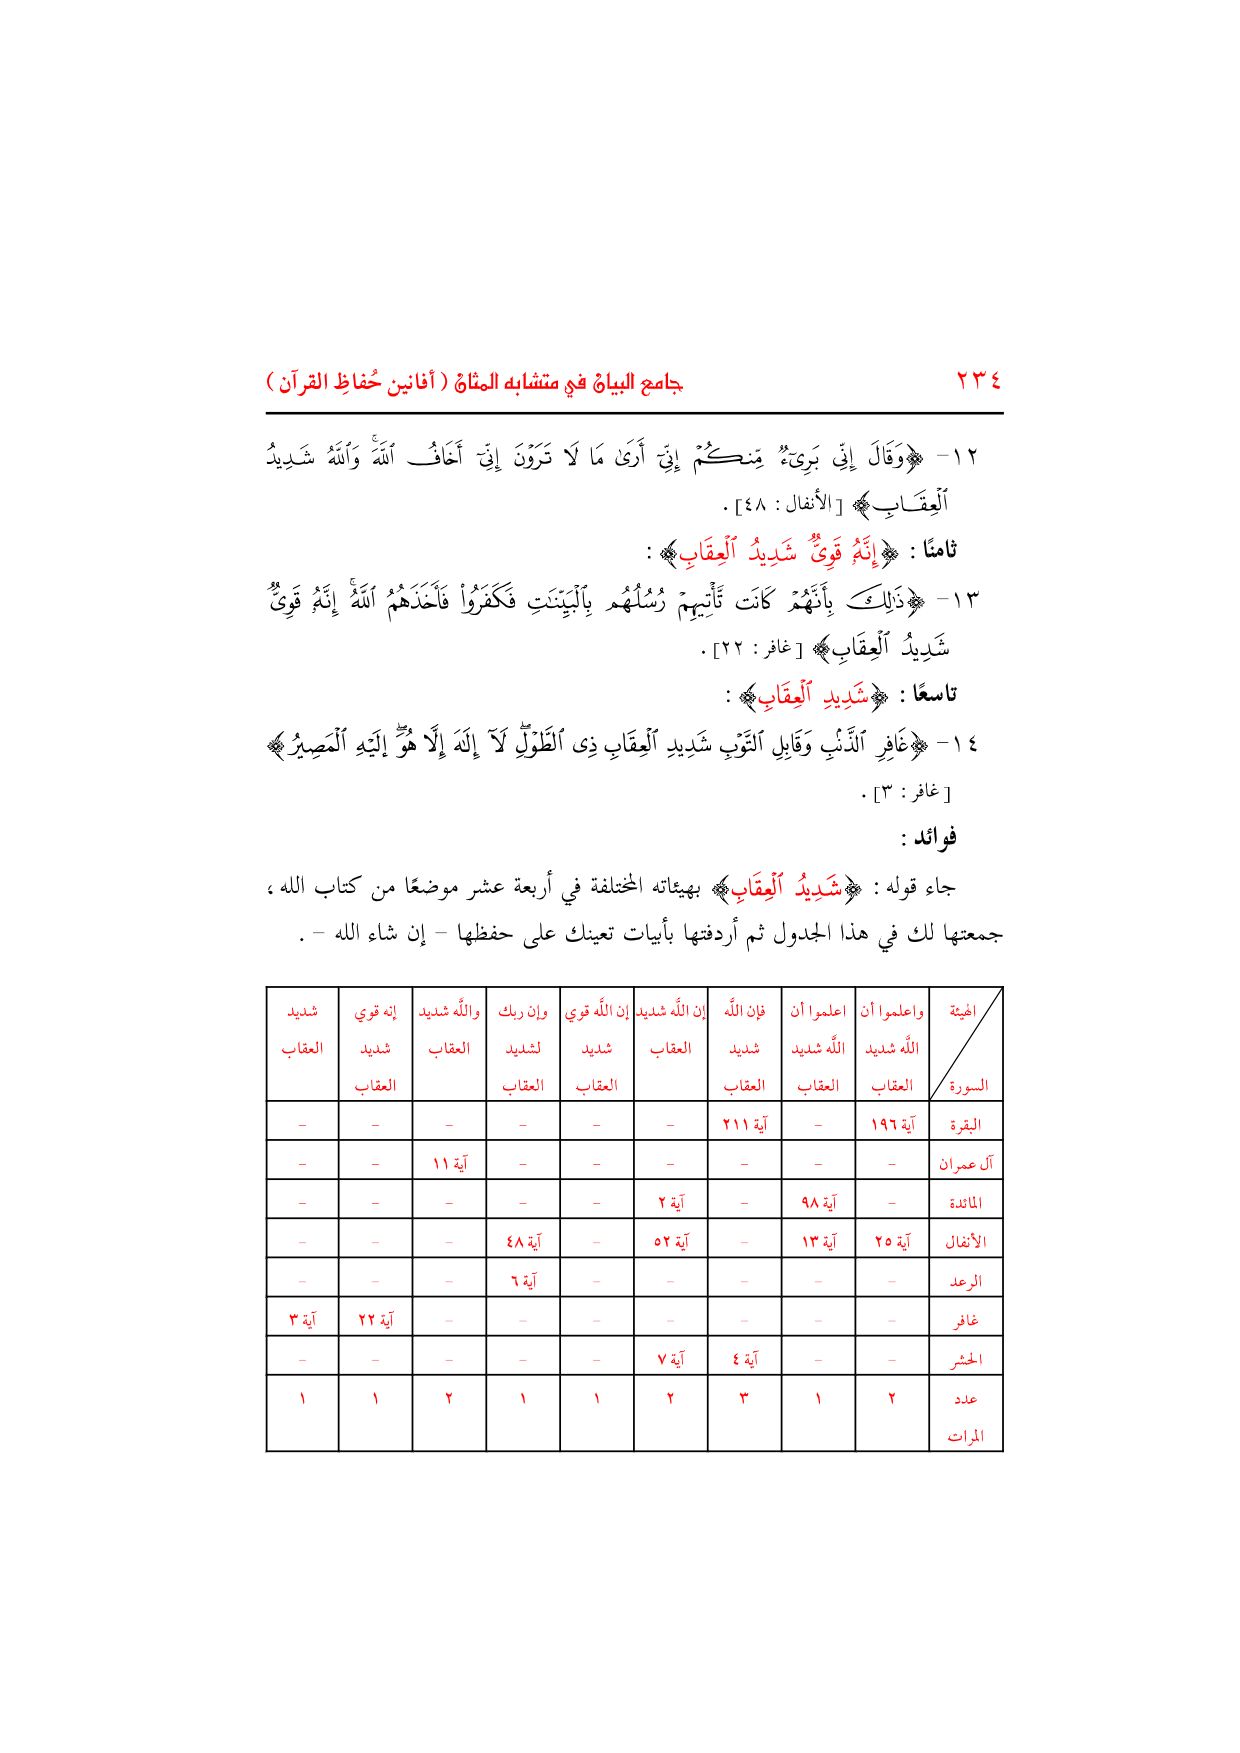 ٢٣٤ جامع البيان في متشابه المثان ( أفانين حُفاظِ القرآن )
١٢- ﴿وَقَالَ إِنِّي بَرِيٓءٌ مِّنكُمۡ إِنِّيٓ أَرَىٰ مَا لَا تَرَوۡنَ إِنِّيٓ أَخَافُ ٱللَّهَۚ وَٱللَّهُ شَدِيدُ
ٱلۡعِقَابِ﴾ [الأنفال : ٤٨] .
ثامنًا : ﴿إِنَّهُۥ قَوِيّٞ شَدِيدُ ٱلۡعِقَابِ﴾ :
١٣- ﴿ذَٰلِكَ بِأَنَّهُمۡ كَانَت تَّأۡتِيهِمۡ رُسُلُهُم بِٱلۡبَيِّنَٰتِ فَكَفَرُواْ فَأَخَذَهُمُ ٱللَّهُۚ إِنَّهُۥ قَوِيّٞ
شَدِيدُ ٱلۡعِقَابِ﴾ [غافر : ٢٢] .
تاسعًا : ﴿شَدِيدِ ٱلۡعِقَابِ﴾ :
١٤- ﴿غَافِرِ ٱلذَّنۢبِ وَقَابِلِ ٱلتَّوۡبِ شَدِيدِ ٱلۡعِقَابِ ذِي ٱلطَّوۡلِۖ لَآ إِلَٰهَ إِلَّا هُوَۖ إِلَيۡهِ ٱلۡمَصِيرُ﴾
[غافر : ٣] .
فوائد :
جاء قوله : ﴿شَدِيدُ ٱلۡعِقَابِ﴾ بهيئاته المختلفة في أربعة عشر موضعًا من كتاب الله ،
جمعتها لك في هذا الجدول ثم أردفتها بأبيات تعينك على حفظها – إن شاء الله – .
الهيئة واعلموا أن اعلموا أن فإن اللَّه إن اللَّه شديد إن اللَّه قوي وإن ربك واللَّه شديد إنه قوي شديد
اللَّه شديد اللَّه شديد شديد العقاب شديد لشديد العقاب شديد العقاب
السورة العقاب العقاب العقاب العقاب العقاب العقاب
البقرة آية ١٩٦ – آية ٢١١ – – – – – –
آل عمران – – – – – – آية ١١ – –
المائدة – آية ٩٨ – آية ٢ – – – – –
الأنفال آية ٢٥ آية ١٣ – آية ٥٢ – آية ٤٨ – – –
الرعد – – – – – آية ٦ – – –
غافر – – – – – – – آية ٢٢ آية ٣
الحشر – – آية ٤ آية ٧ – – – – –
عدد ٢ ١ ٣ ٢ ١ ١ ٢ ١ ١
المرات